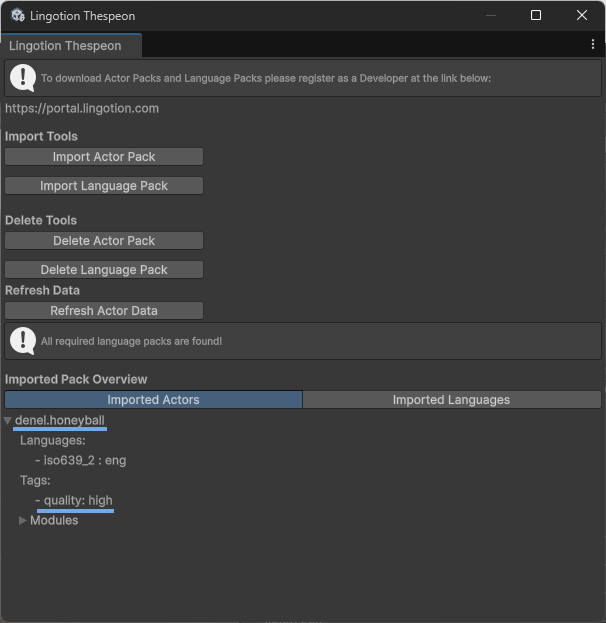 Lingotion Thespeon
Lingotion Thespeon
To download Actor Packs and Language Packs please register as a Developer at the link below:
https://portal.lingotion.com
Import Tools
Import Actor Pack
Import Language Pack
Delete Tools
Delete Actor Pack
Delete Language Pack
Refresh Data
Refresh Actor Data
All required language packs are found!
Imported Pack Overview
Imported Actors Imported Languages
denel.honeyball
Languages:
- iso639_2 : eng
Tags:
- quality: high
Modules